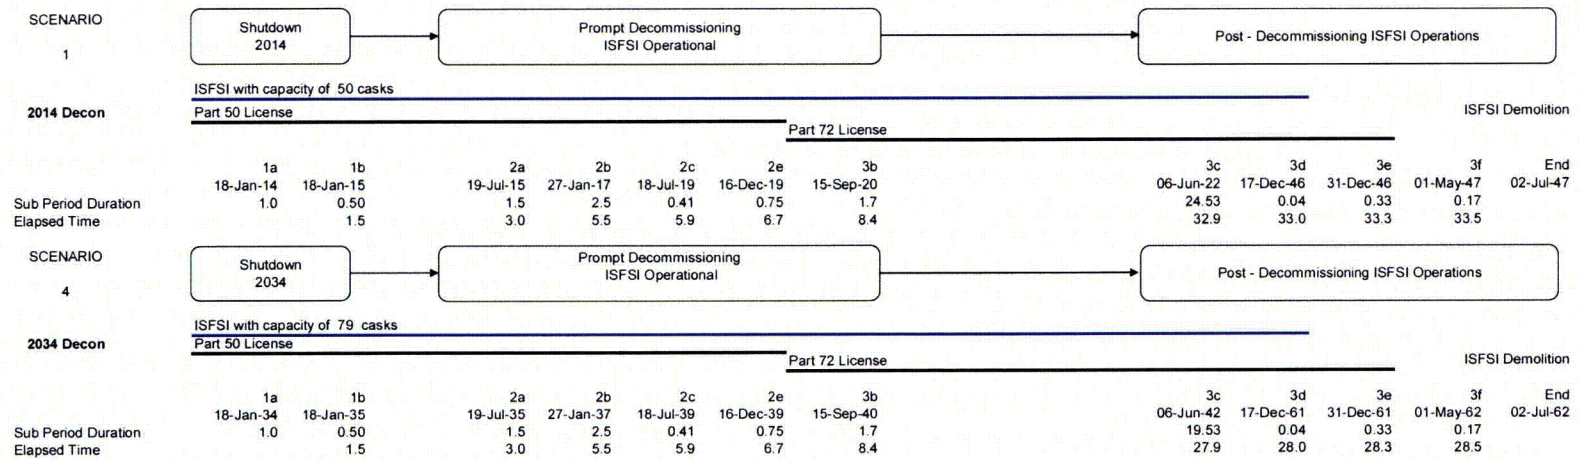 SCENARIO
1
Shutdown
2014
Prompt Decommissioning
ISFSI Operational
Post - Decommissioning ISFSI Operations
ISFSI with capacity of 50 casks
2014 Decon
Part 50 License
ISFSI Demolition
Part 72 License
1a 1b 2a 2b 2c 2e 3b 3c 3d 3e 3f End
18-Jan-14 18-Jan-15 19-Jul-15 27-Jan-17 18-Jul-19 16-Dec-19 15-Sep-20 06-Jun-22 17-Dec-46 31-Dec-46 01-May-47 02-Jul-47
Sub Period Duration 1.0 0.50 1.5 2.5 0.41 0.75 1.7 24.53 0.04 0.33 0.17
Elapsed Time 1.5 3.0 5.5 5.9 6.7 8.4 32.9 33.0 33.3 33.5
SCENARIO
4
Shutdown
2034
Prompt Decommissioning
ISFSI Operational
Post - Decommissioning ISFSI Operations
ISFSI with capacity of 79 casks
2034 Decon
Part 50 License
ISFSI Demolition
Part 72 License
1a 1b 2a 2b 2c 2e 3b 3c 3d 3e 3f End
18-Jan-34 18-Jan-35 19-Jul-35 27-Jan-37 18-Jul-39 16-Dec-39 15-Sep-40 06-Jun-42 17-Dec-61 31-Dec-61 01-May-62 02-Jul-62
Sub Period Duration 1.0 0.50 1.5 2.5 0.41 0.75 1.7 19.53 0.04 0.33 0.17
Elapsed Time 1.5 3.0 5.5 5.9 6.7 8.4 27.9 28.0 28.3 28.5